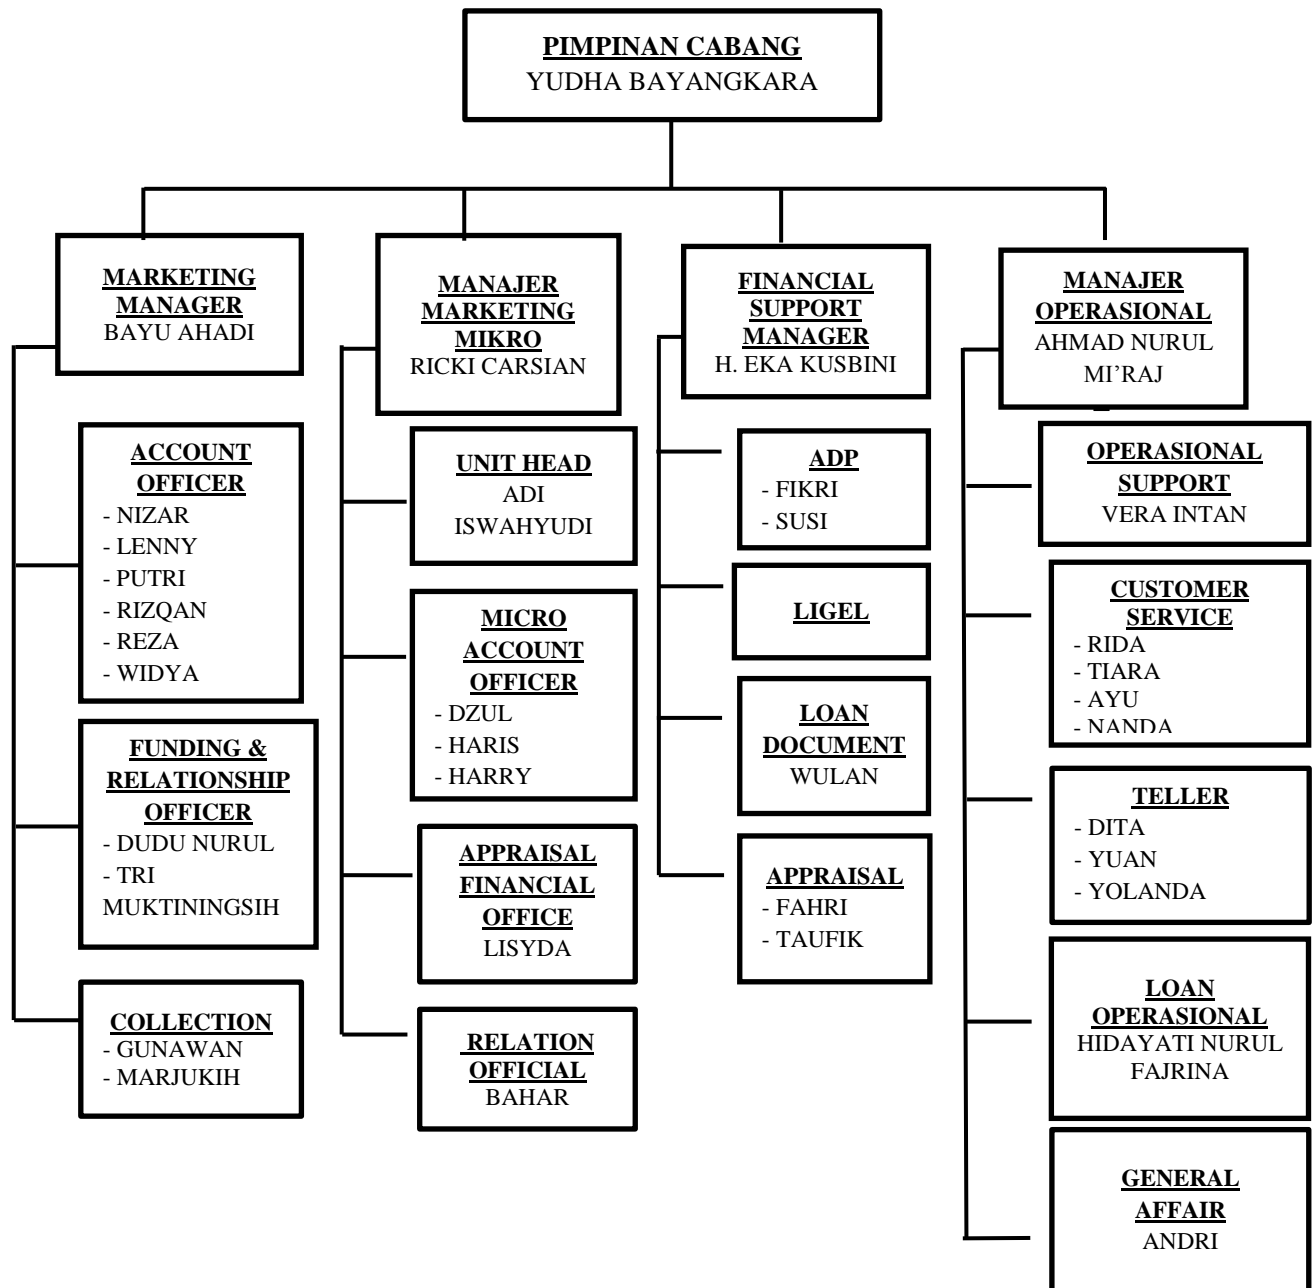 PIMPINAN CABANG
YUDHA BAYANGKARA
MARKETING
MANAGER
BAYU AHADI
ACCOUNT
OFFICER
- NIZAR
- LENNY
- PUTRI
- RIZQAN
- REZA
- WIDYA
FUNDING &
RELATIONSHIP
OFFICER
- DUDU NURUL
- TRI
MUKTININGSIH
COLLECTION
- GUNAWAN
- MARJUKIH
MANAJER
MARKETING
MIKRO
RICKI CARSIAN
UNIT HEAD
ADI
ISWAHYUDI
MICRO
ACCOUNT
OFFICER
- DZUL
- HARIS
- HARRY
APPRAISAL
FINANCIAL
OFFICE
LISYDA
RELATION
OFFICIAL
BAHAR
FINANCIAL
SUPPORT
MANAGER
H. EKA KUSBINI
ADP
- FIKRI
- SUSI
LIGEL
LOAN
DOCUMENT
WULAN
APPRAISAL
- FAHRI
- TAUFIK
MANAJER
OPERASIONAL
AHMAD NURUL
MI’RAJ
OPERASIONAL
SUPPORT
VERA INTAN
CUSTOMER
SERVICE
- RIDA
- TIARA
- AYU
- NANDA
TELLER
- DITA
- YUAN
- YOLANDA
LOAN
OPERASIONAL
HIDAYATI NURUL
FAJRINA
GENERAL
AFFAIR
ANDRI